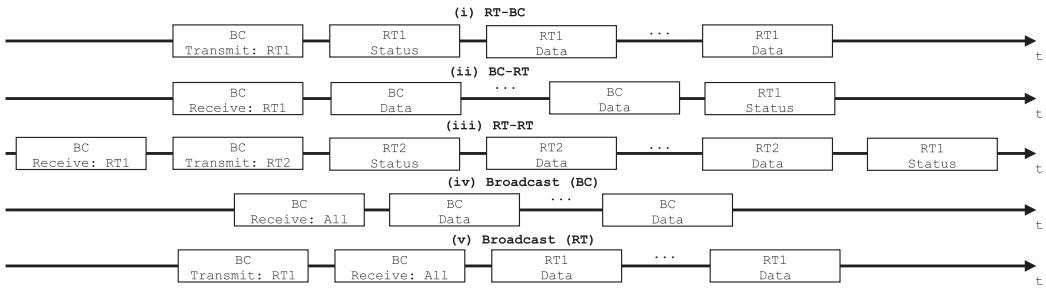 (i) RT-BC
BC RT1 RT1 ... RT1
Transmit: RT1 Status Data Data
t
(ii) BC-RT
BC BC ... BC RT1
Receive: RT1 Data Data Status
t
(iii) RT-RT
BC BC RT2 RT2 ... RT2 RT1
Receive: RT1 Transmit: RT2 Status Data Data Status
t
(iv) Broadcast (BC)
BC BC ... BC
Receive: All Data Data
t
(v) Broadcast (RT)
BC BC RT1 ... RT1
Transmit: RT1 Receive: All Data Data
t